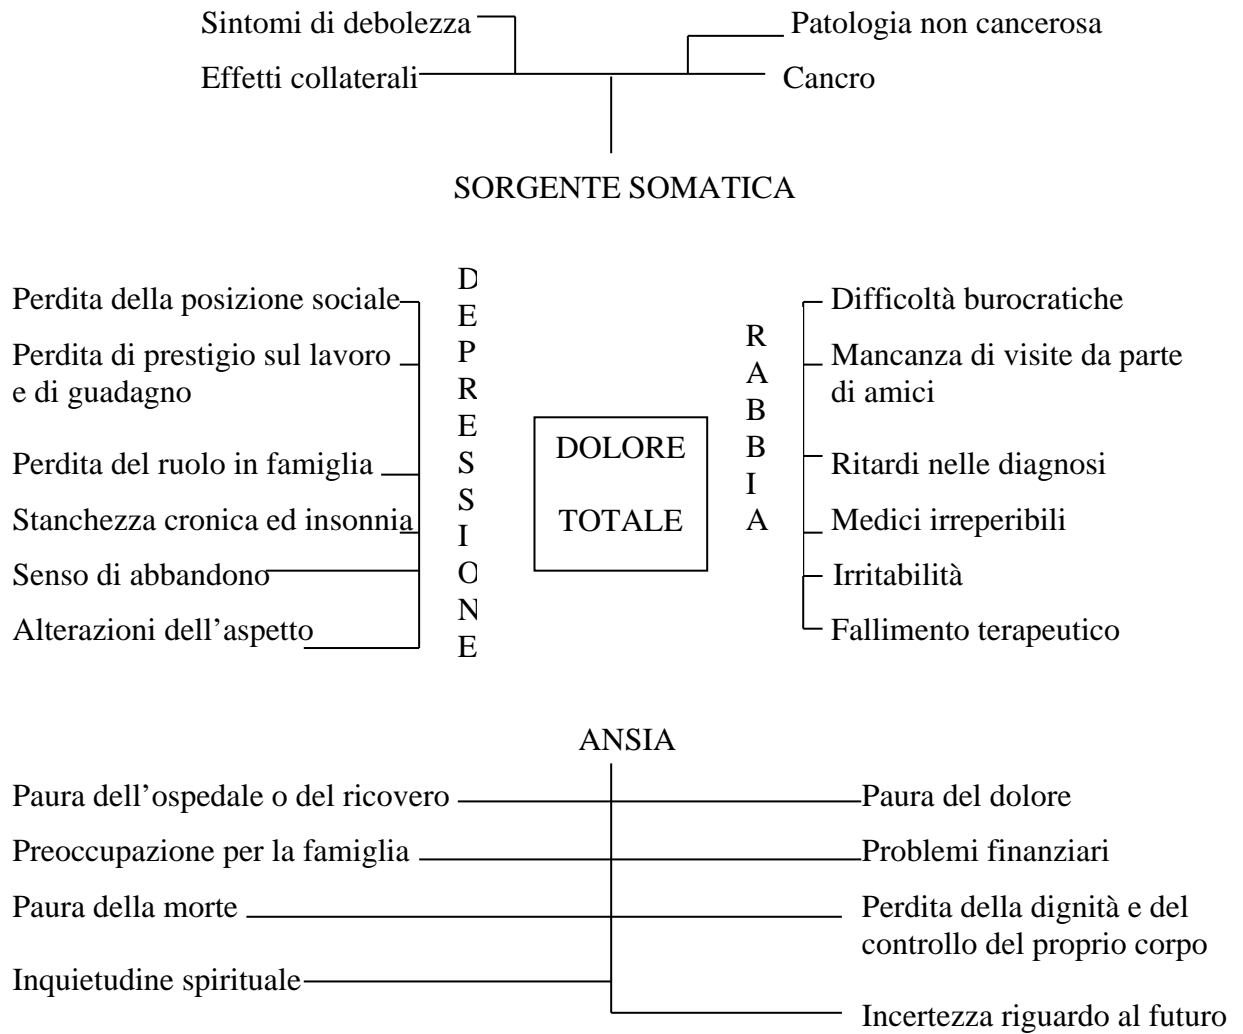 Sintomi di debolezza
Patologia non cancerosa
Effetti collaterali
Cancro
SORGENTE SOMATICA
Perdita della posizione sociale
Perdita di prestigio sul lavoro
e di guadagno
Perdita del ruolo in famiglia
Stanchezza cronica ed insonnia
Senso di abbandono
Alterazioni dell’aspetto
DEPRESSIONE
DOLORE
TOTALE
RABBIA
Difficoltà burocratiche
Mancanza di visite da parte
di amici
Ritardi nelle diagnosi
Medici irreperibili
Irritabilità
Fallimento terapeutico
ANSIA
Paura dell’ospedale o del ricovero
Paura del dolore
Preoccupazione per la famiglia
Problemi finanziari
Paura della morte
Perdita della dignità e del
controllo del proprio corpo
Inquietudine spirituale
Incertezza riguardo al futuro